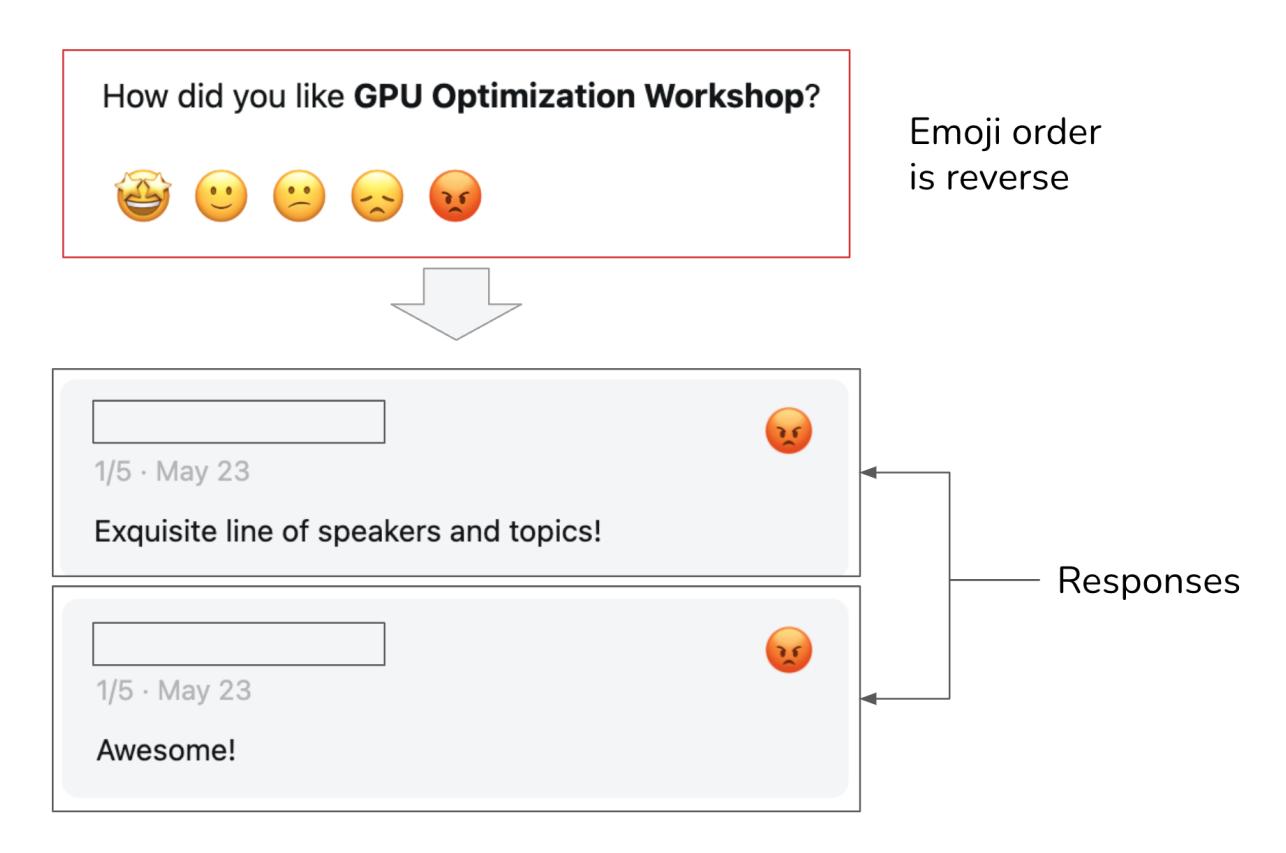 How did you like GPU Optimization Workshop?
Emoji order
is reverse
1/5 · May 23
Exquisite line of speakers and topics!
Responses
1/5 · May 23
Awesome!